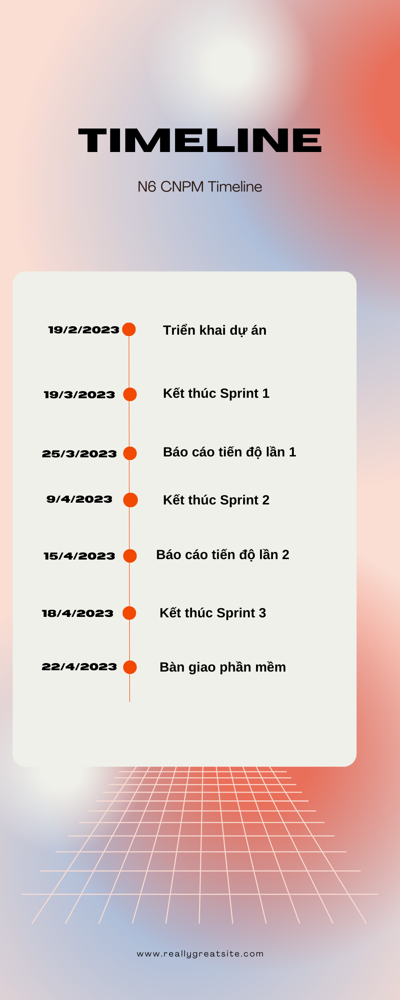 TIMELINE
N6 CNPM Timeline
19/2/2023 Triển khai dự án
19/3/2023 Kết thúc Sprint 1
25/3/2023 Báo cáo tiến độ lần 1
9/4/2023 Kết thúc Sprint 2
15/4/2023 Báo cáo tiến độ lần 2
18/4/2023 Kết thúc Sprint 3
22/4/2023 Bàn giao phần mềm
www.reallygreatsite.com